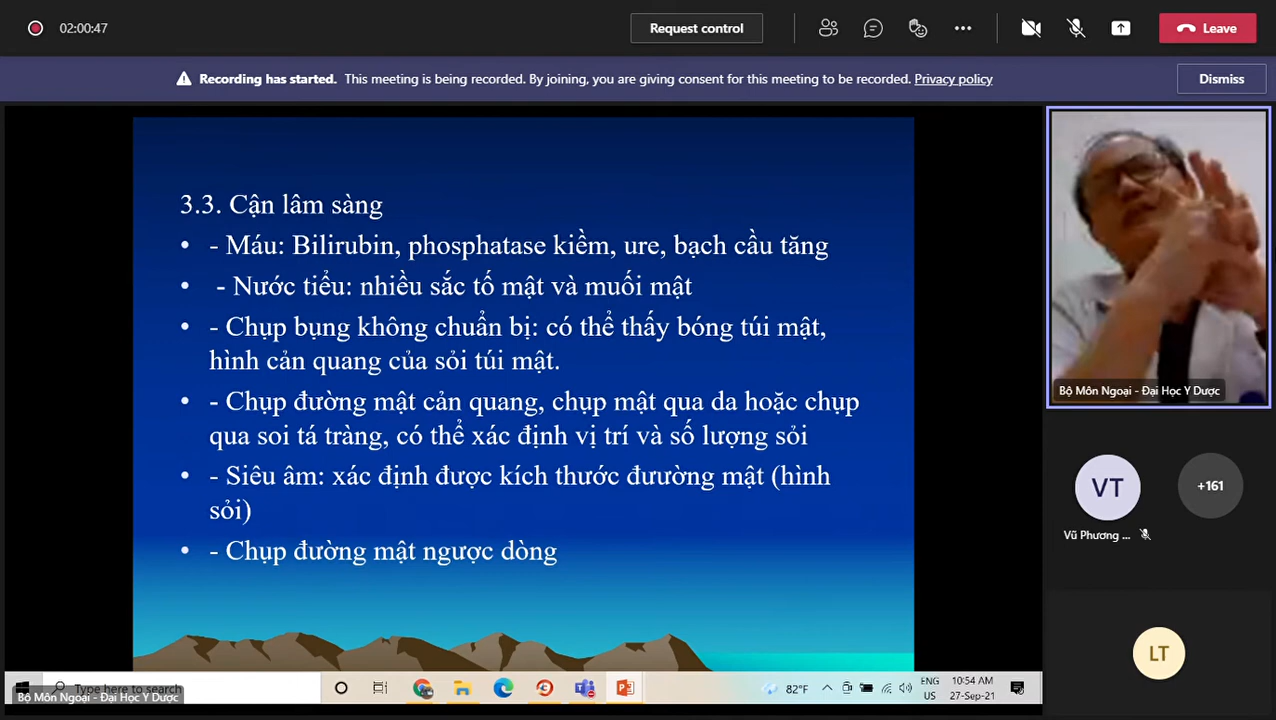 02:00:47
Request control
Leave
Recording has started. This meeting is being recorded. By joining, you are giving consent for this meeting to be recorded. Privacy policy
Dismiss
3.3. Cận lâm sàng
• - Máu: Bilirubin, phosphatase kiềm, ure, bạch cầu tăng
• - Nước tiểu: nhiều sắc tố mật và muối mật
• - Chụp bụng không chuẩn bị: có thể thấy bóng túi mật,
hình cản quang của sỏi túi mật.
• - Chụp đường mật cản quang, chụp mật qua da hoặc chụp
qua soi tá tràng, có thể xác định vị trí và số lượng sỏi
• - Siêu âm: xác định được kích thước đưường mật (hình
sỏi)
• - Chụp đường mật ngược dòng
Bộ Môn Ngoại - Đại Học Y Dược
VT
+161
Vũ Phương ...
LT
Type here to search
Bộ Môn Ngoại - Đại Học Y Dược
82°F
ENG
US
10:54 AM
27-Sep-21